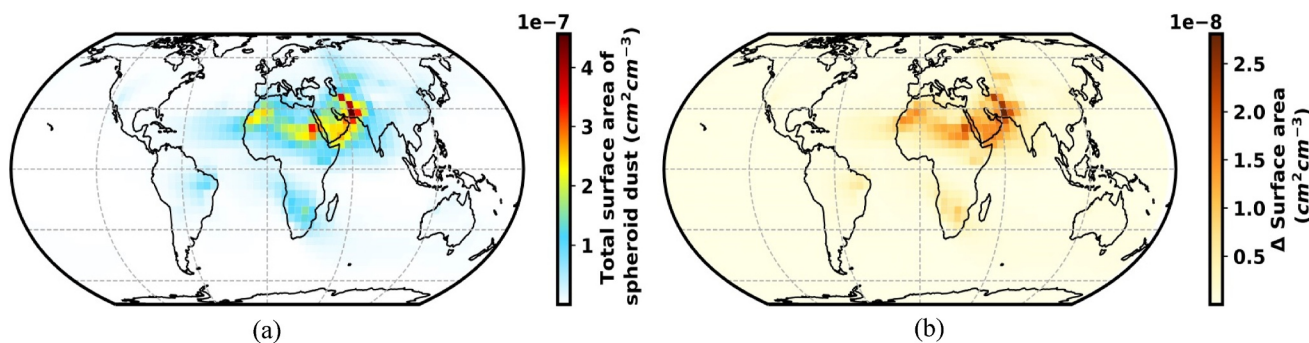 1e−7
4
3
2
1
Total surface area of
spheroid dust (cm²cm⁻³)
(a)
1e−8
2.5
2.0
1.5
1.0
0.5
Δ Surface area
(cm²cm⁻³)
(b)